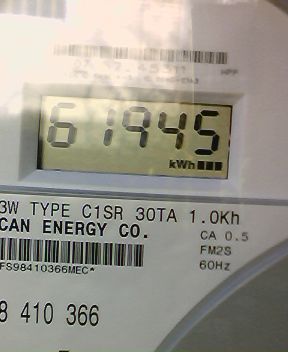 61945
kWh
3W TYPE C1SR 30TA 1.0Kh
CAN ENERGY CO.
CA 0.5
FM2S
60Hz
FS98410366MEC*
8 410 366